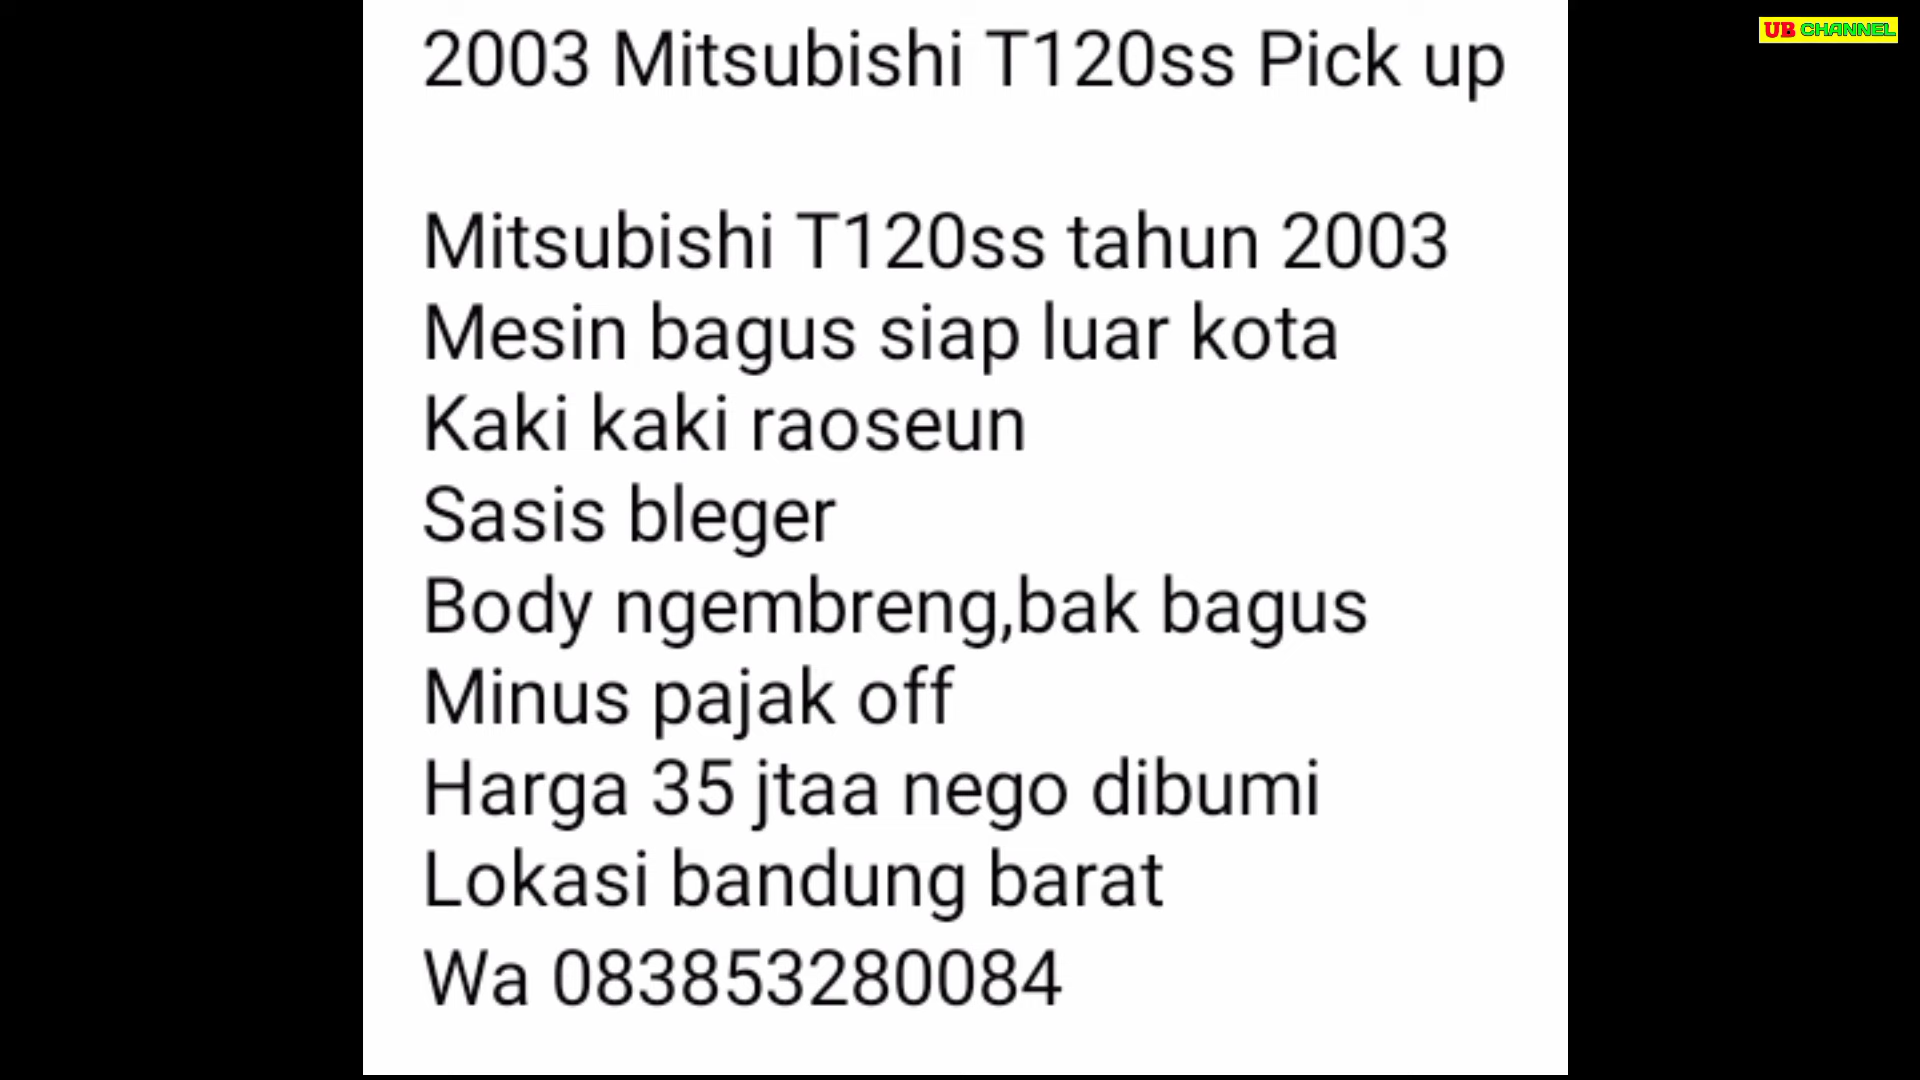 2003 Mitsubishi T120ss Pick up
Mitsubishi T120ss tahun 2003
Mesin bagus siap luar kota
Kaki kaki raoseun
Sasis bleger
Body ngembreng,bak bagus
Minus pajak off
Harga 35 jtaa nego dibumi
Lokasi bandung barat
Wa 083853280084
UB CHANNEL